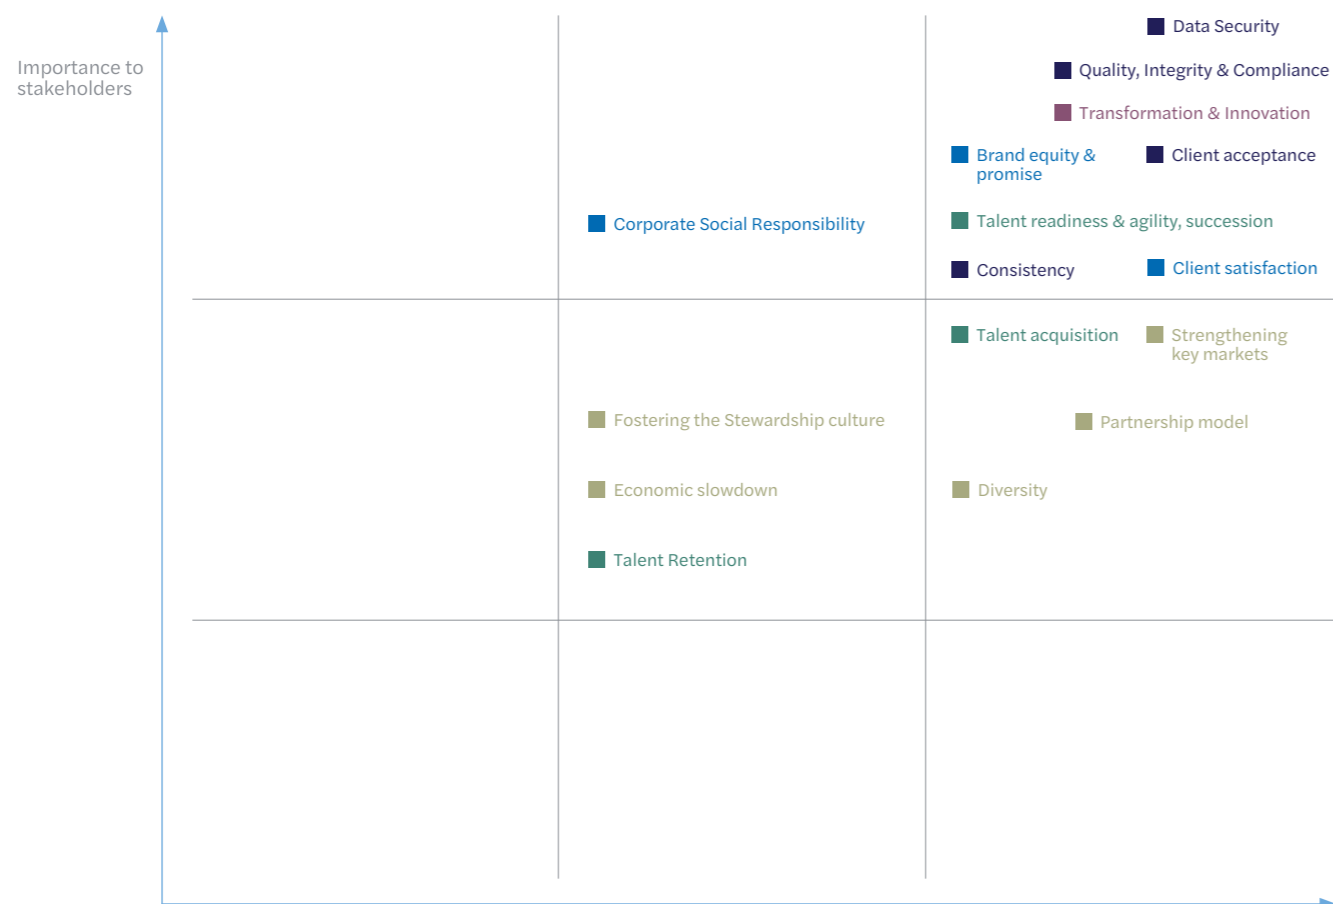 Data Security
Importance to
stakeholders
Quality, Integrity & Compliance
Transformation & Innovation
Brand equity &
promise
Client acceptance
Corporate Social Responsibility
Talent readiness & agility, succession
Consistency
Client satisfaction
Talent acquisition
Strengthening
key markets
Fostering the Stewardship culture
Partnership model
Economic slowdown
Diversity
Talent Retention